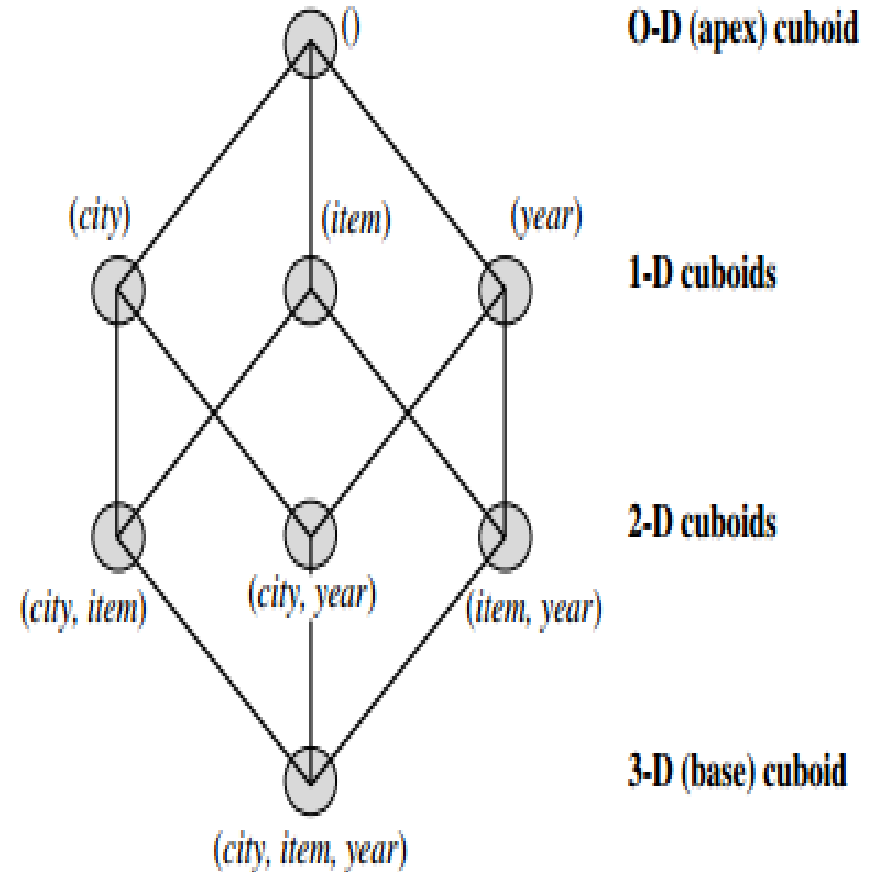 ()
O-D (apex) cuboid
(city)
(item)
(year)
1-D cuboids
2-D cuboids
(city, item)
(city, year)
(item, year)
3-D (base) cuboid
(city, item, year)